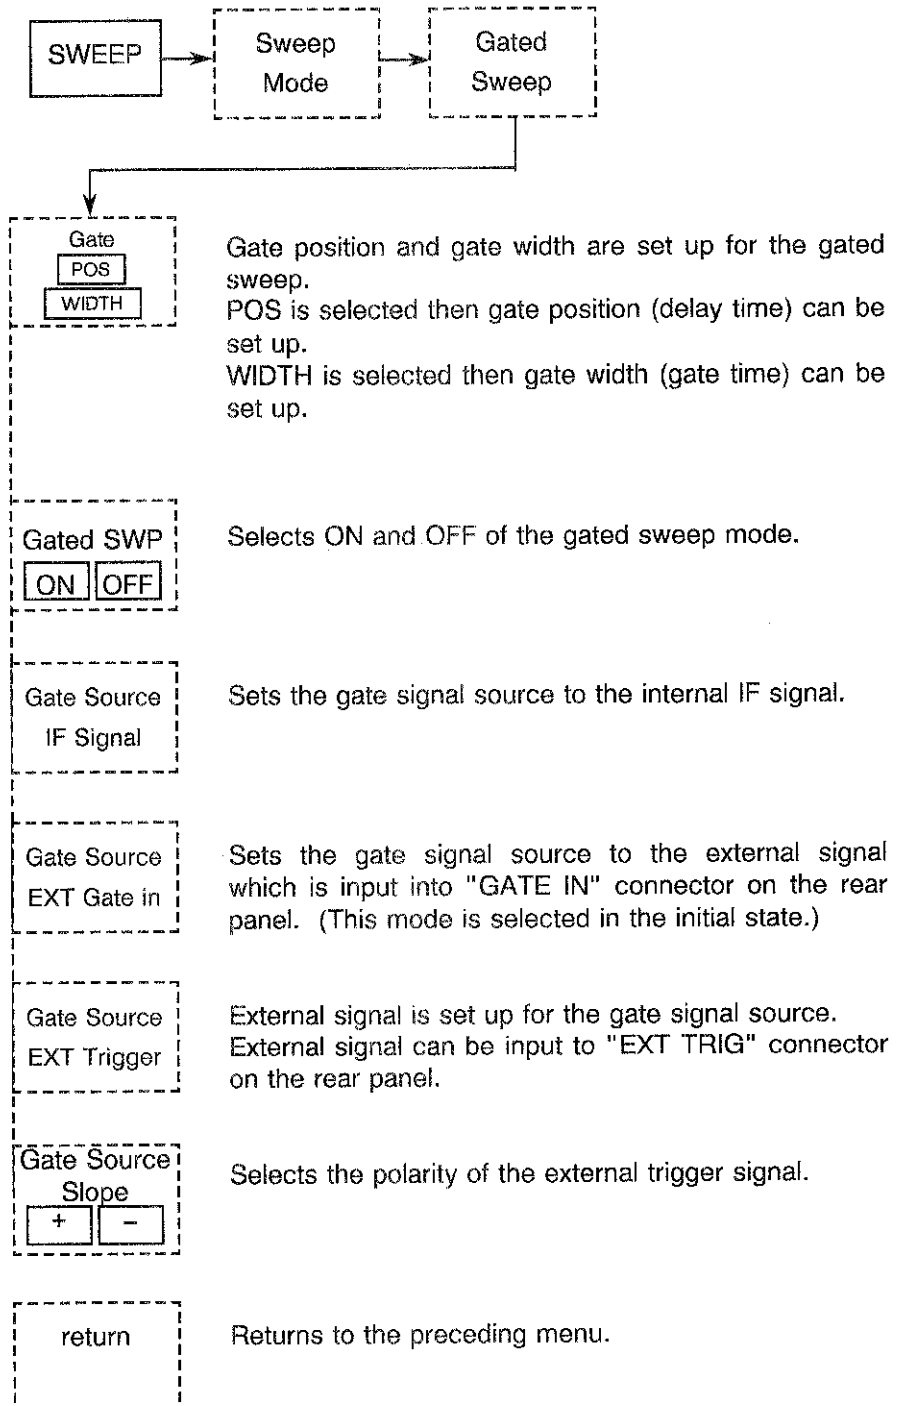 SWEEP
Sweep
Mode
Gated
Sweep
Gate
POS
WIDTH
Gate position and gate width are set up for the gated
sweep.
POS is selected then gate position (delay time) can be
set up.
WIDTH is selected then gate width (gate time) can be
set up.
Gated SWP
ON OFF
Selects ON and OFF of the gated sweep mode.
Gate Source
IF Signal
Sets the gate signal source to the internal IF signal.
Gate Source
EXT Gate in
Sets the gate signal source to the external signal
which is input into "GATE IN" connector on the rear
panel. (This mode is selected in the initial state.)
Gate Source
EXT Trigger
External signal is set up for the gate signal source.
External signal can be input to "EXT TRIG" connector
on the rear panel.
Gate Source
Slope
+ −
Selects the polarity of the external trigger signal.
return
Returns to the preceding menu.